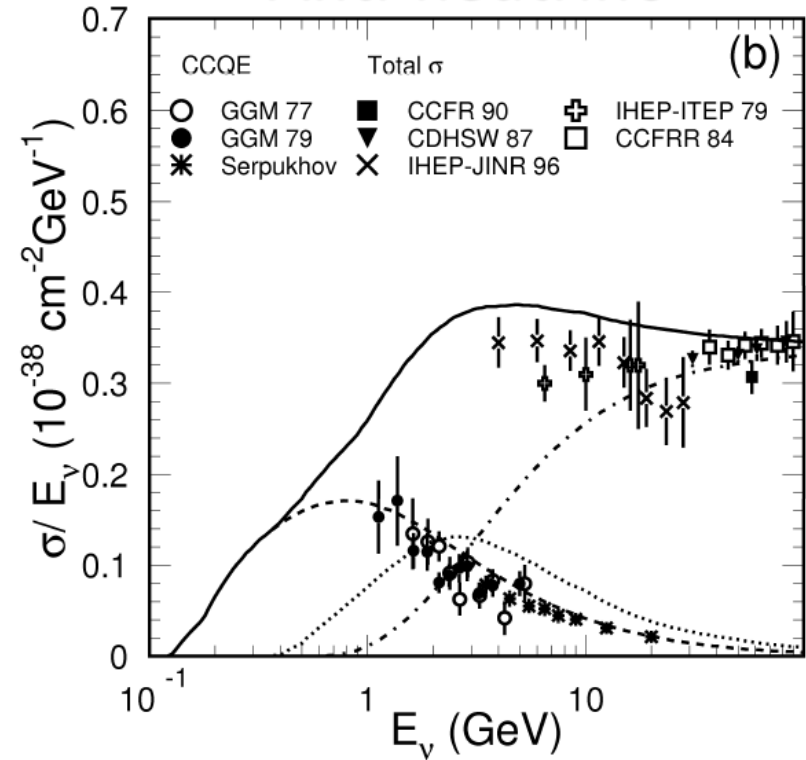 (b)
CCQE Total σ
GGM 77 CCFR 90 IHEP-ITEP 79
GGM 79 CDHSW 87 CCFRR 84
Serpukhov IHEP-JINR 96
σ/ E_ν (10^-38 cm^-2 GeV^-1)
0.7
0.6
0.5
0.4
0.3
0.2
0.1
0
10^-1 1 10
E_ν (GeV)